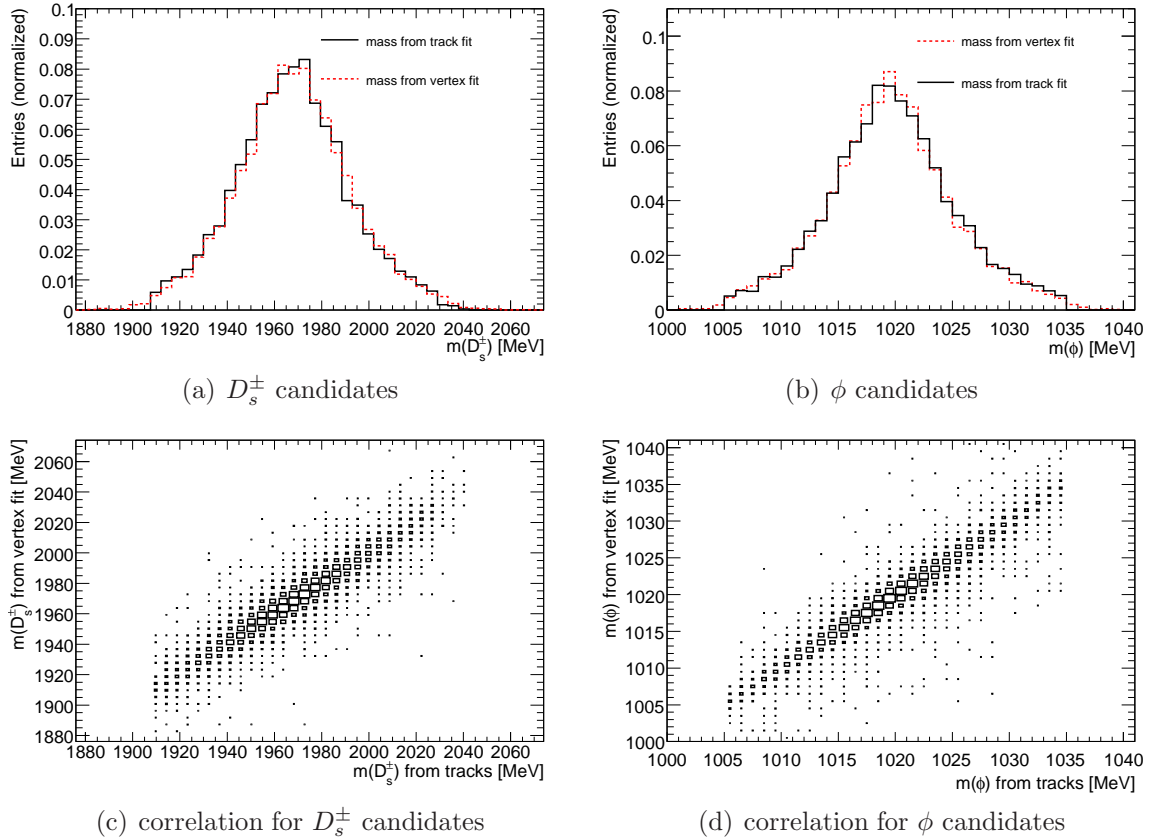 Entries (normalized)
0.09
0.08
0.07
0.06
0.05
0.04
0.03
0.02
0.01
0
mass from track fit
mass from vertex fit
1880 1900 1920 1940 1960 1980 2000 2020 2040 2060
m(D_s^±) [MeV]
(a) D_s^± candidates
Entries (normalized)
0.1
0.08
0.06
0.04
0.02
0
mass from vertex fit
mass from track fit
1000 1005 1010 1015 1020 1025 1030 1035 1040
m(ϕ) [MeV]
(b) ϕ candidates
m(D_s^±) from vertex fit [MeV]
2060
2040
2020
2000
1980
1960
1940
1920
1900
1880
1880 1900 1920 1940 1960 1980 2000 2020 2040 2060
m(D_s^±) from tracks [MeV]
(c) correlation for D_s^± candidates
m(ϕ) from vertex fit [MeV]
1040
1035
1030
1025
1020
1015
1010
1005
1000
1000 1005 1010 1015 1020 1025 1030 1035 1040
m(ϕ) from tracks [MeV]
(d) correlation for ϕ candidates